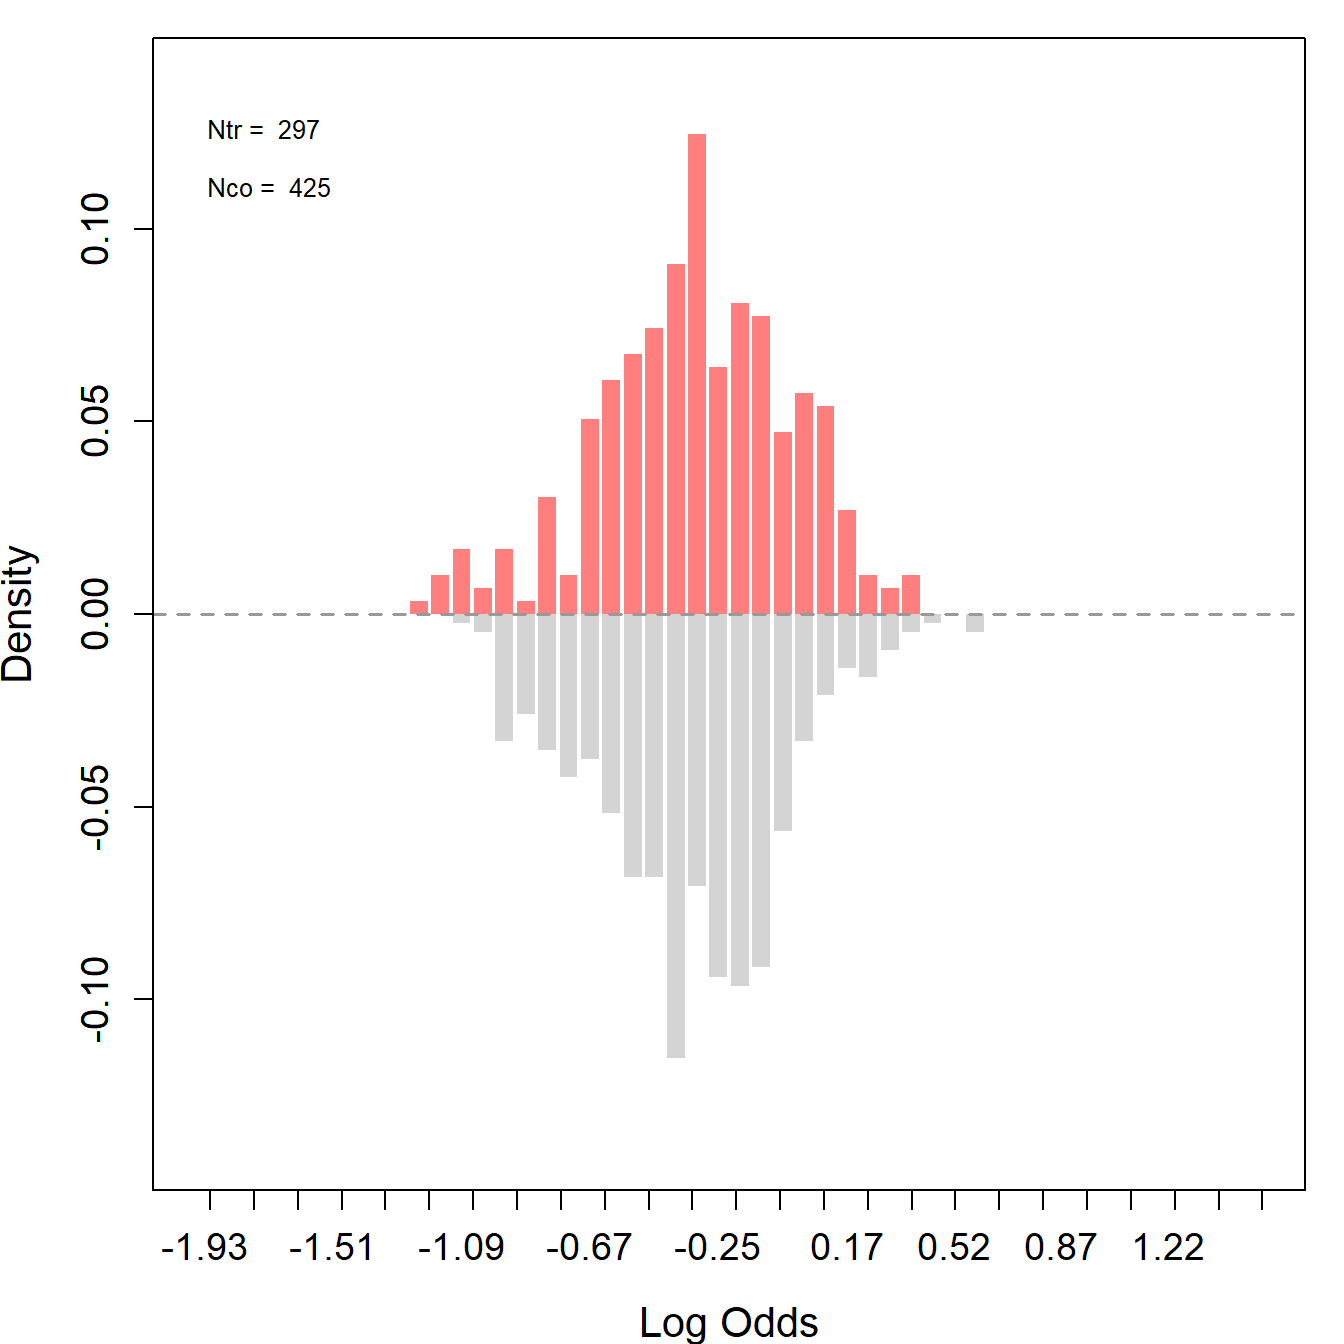 Ntr = 297
Nco = 425
Density
0.10
0.05
0.00
-0.05
-0.10
-1.93 -1.51 -1.09 -0.67 -0.25 0.17 0.52 0.87 1.22
Log Odds